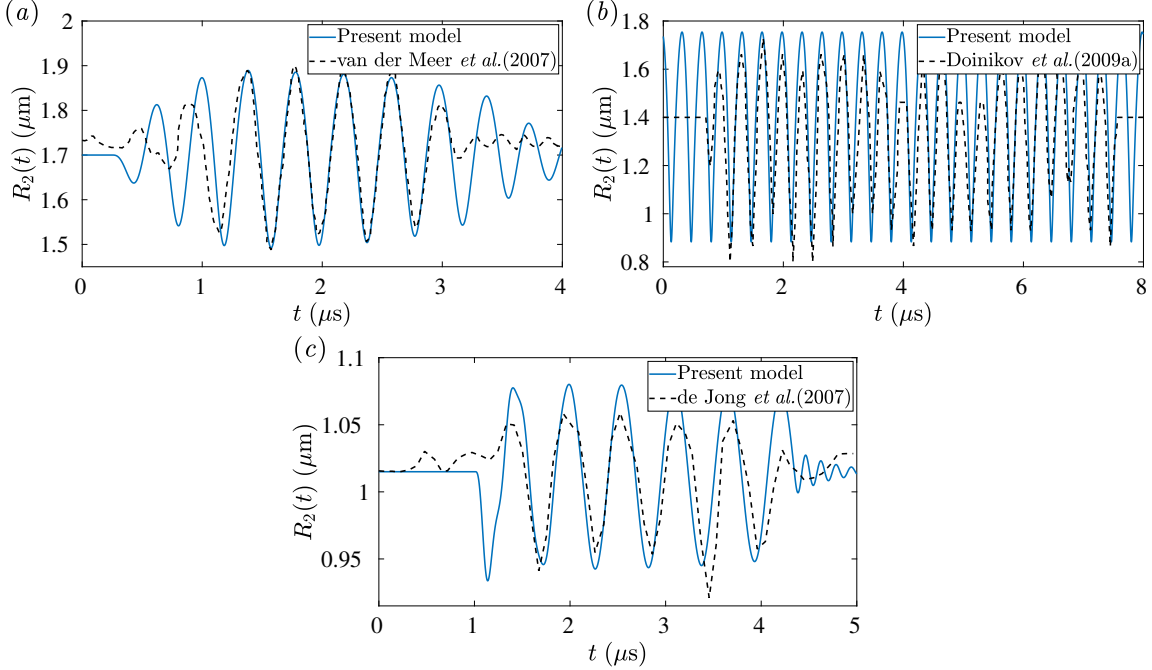 (a)
2
1.9
1.8
1.7
1.6
1.5
R₂(t) (μm)
0 1 2 3 4
t (μs)
Present model
van der Meer et al.(2007)
(b)
1.8
1.6
1.4
1.2
1
0.8
R₂(t) (μm)
0 2 4 6 8
t (μs)
Present model
Doinikov et al.(2009a)
(c)
1.1
1.05
1
0.95
R₂(t) (μm)
0 1 2 3 4 5
t (μs)
Present model
de Jong et al.(2007)